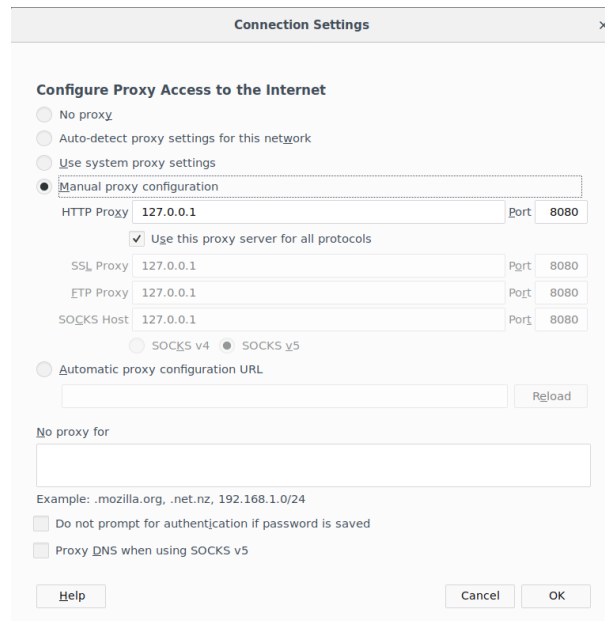 Connection Settings ×
Configure Proxy Access to the Internet
No proxy
Auto-detect proxy settings for this network
Use system proxy settings
Manual proxy configuration
HTTP Proxy 127.0.0.1 Port 8080
Use this proxy server for all protocols
SSL Proxy 127.0.0.1 Port 8080
FTP Proxy 127.0.0.1 Port 8080
SOCKS Host 127.0.0.1 Port 8080
SOCKS v4 SOCKS v5
Automatic proxy configuration URL
Reload
No proxy for
Example: .mozilla.org, .net.nz, 192.168.1.0/24
Do not prompt for authentication if password is saved
Proxy DNS when using SOCKS v5
Help Cancel OK